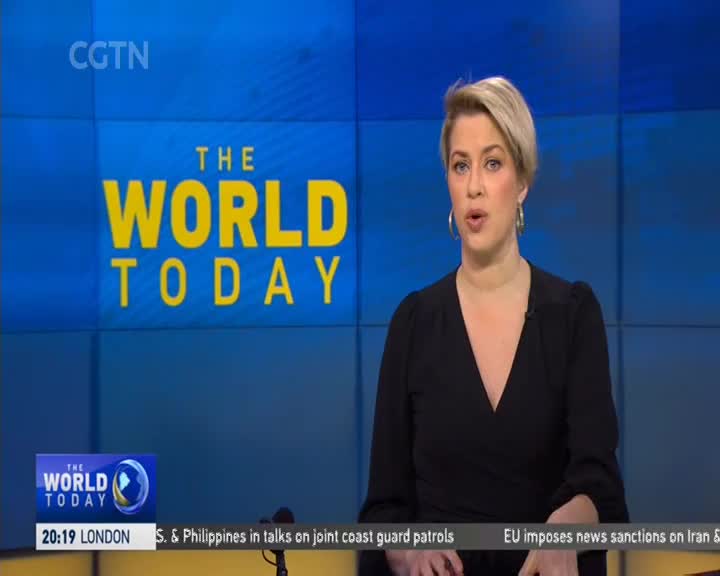 CGTN
THE
WORLD
TODAY
THE
WORLD
TODAY
20:19 LONDON
S. & Philippines in talks on joint coast guard patrols
EU imposes news sanctions on Iran &